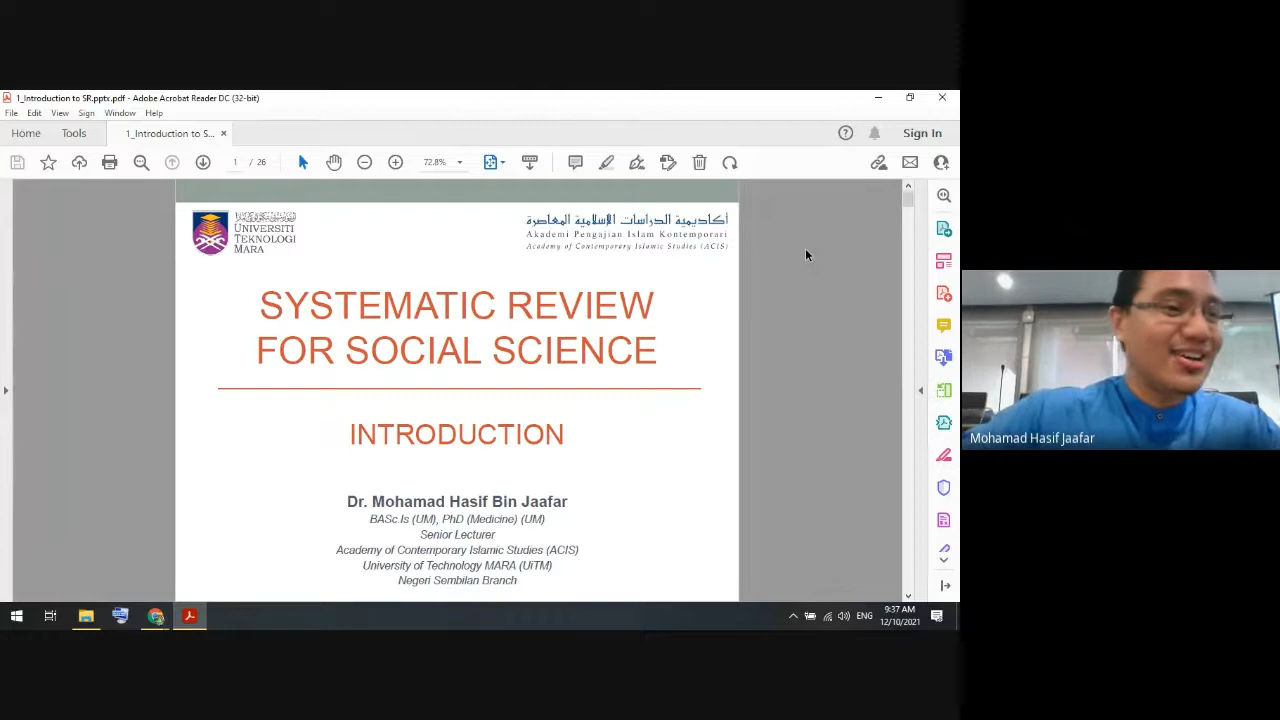 1_Introduction to SR.pptx.pdf - Adobe Acrobat Reader DC (32-bit)
File Edit View Sign Window Help
Home Tools 1_Introduction to S... × Sign In
1 / 26 72.8%
UNIVERSITI
TEKNOLOGI
MARA
أكاديمية الدراسات الإسلامية المعاصرة
Akademi Pengajian Islam Kontemporari
Academy of Contemporary Islamic Studies (ACIS)
SYSTEMATIC REVIEW
FOR SOCIAL SCIENCE
INTRODUCTION
Dr. Mohamad Hasif Bin Jaafar
BASc.Is (UM), PhD (Medicine) (UM)
Senior Lecturer
Academy of Contemporary Islamic Studies (ACIS)
University of Technology MARA (UiTM)
Negeri Sembilan Branch
Mohamad Hasif Jaafar
ENG
9:37 AM
12/10/2021